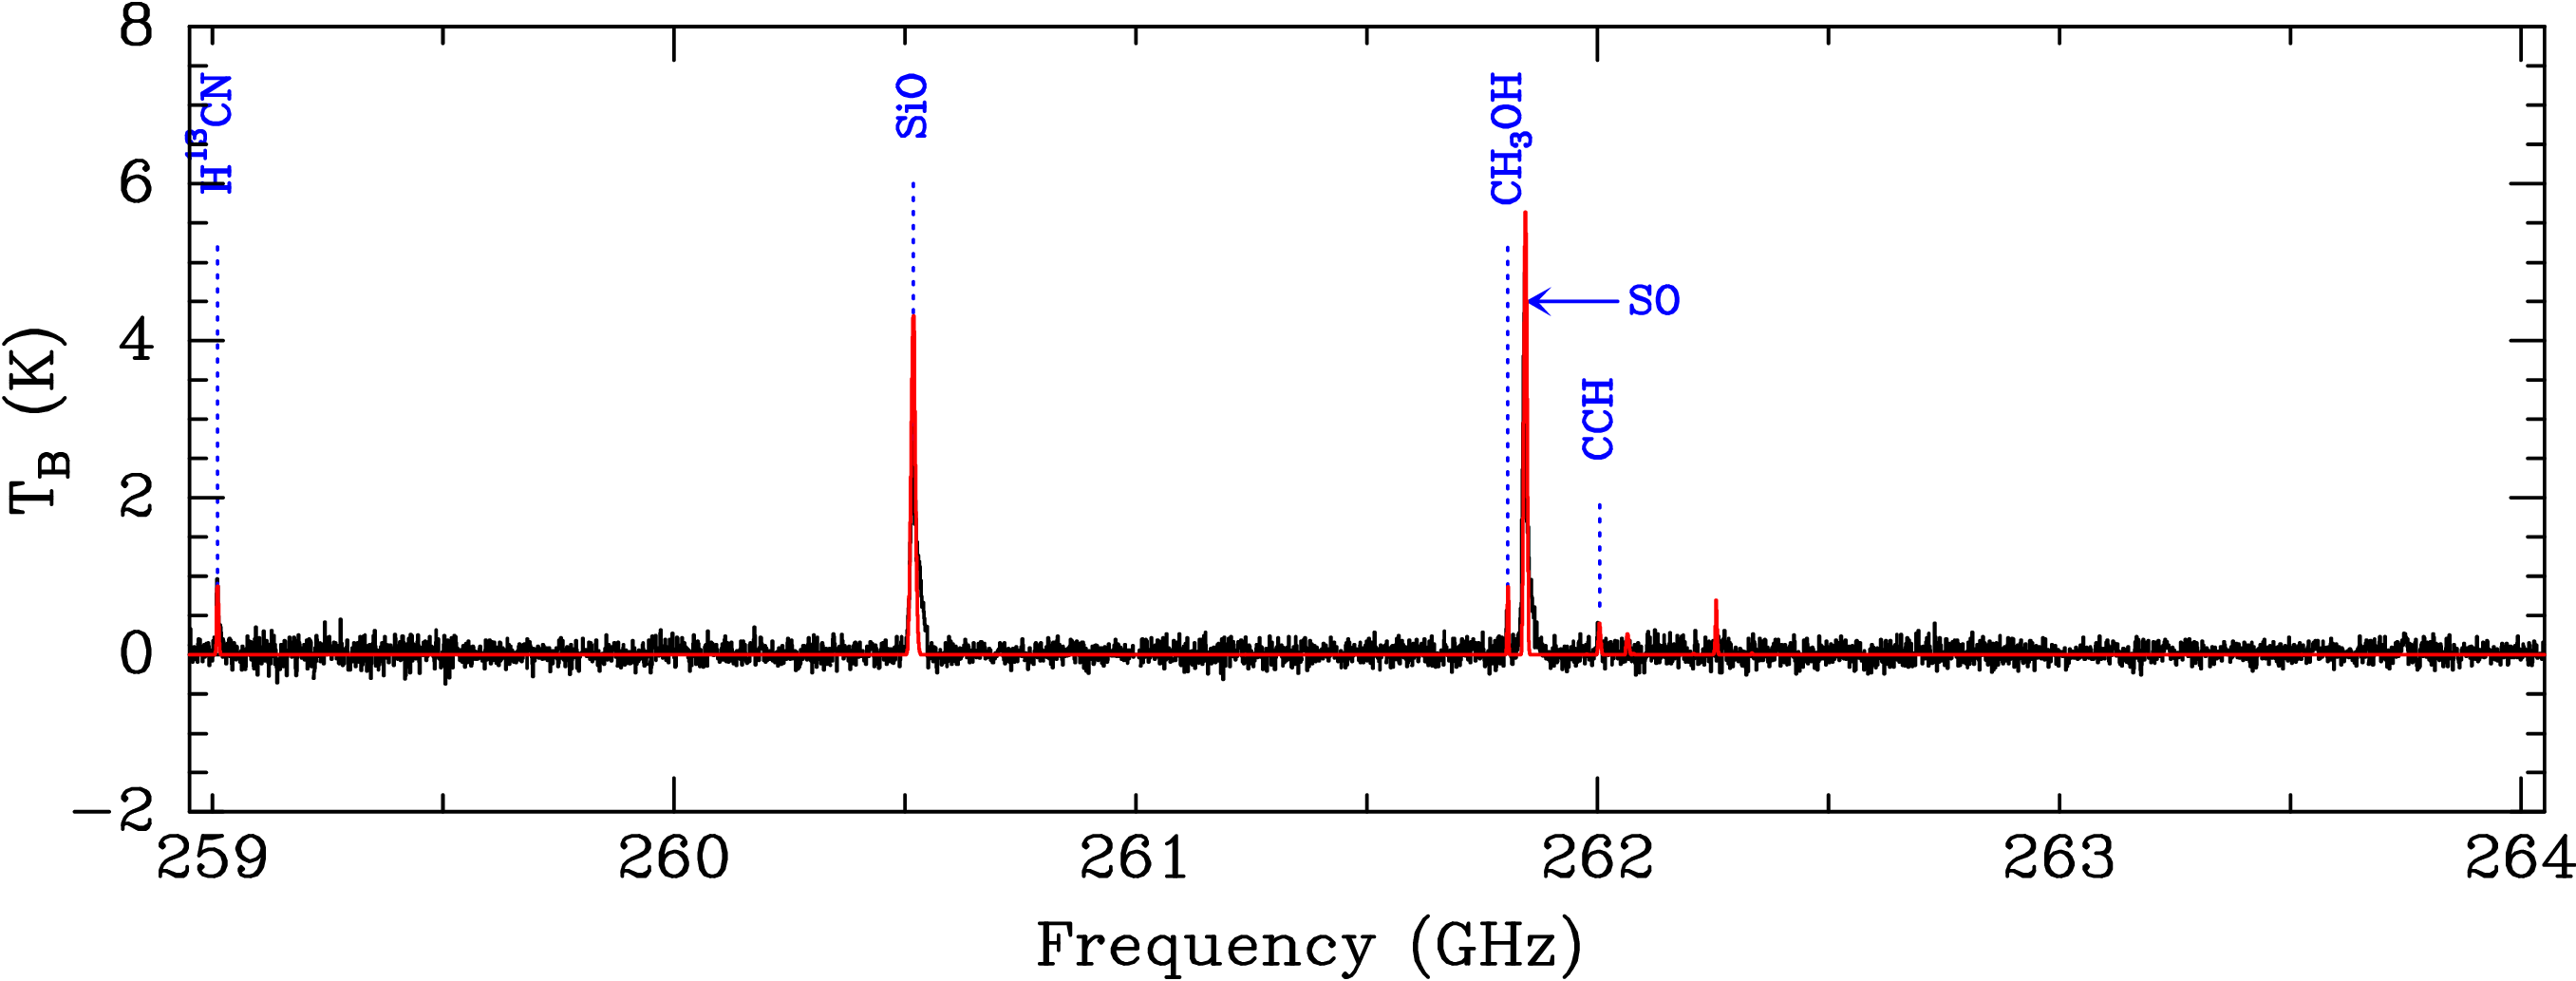 8
6
4
2
0
−2
T_B (K)
H¹³CN
SiO
CH₃OH
SO
CCH
259 260 261 262 263 264
Frequency (GHz)